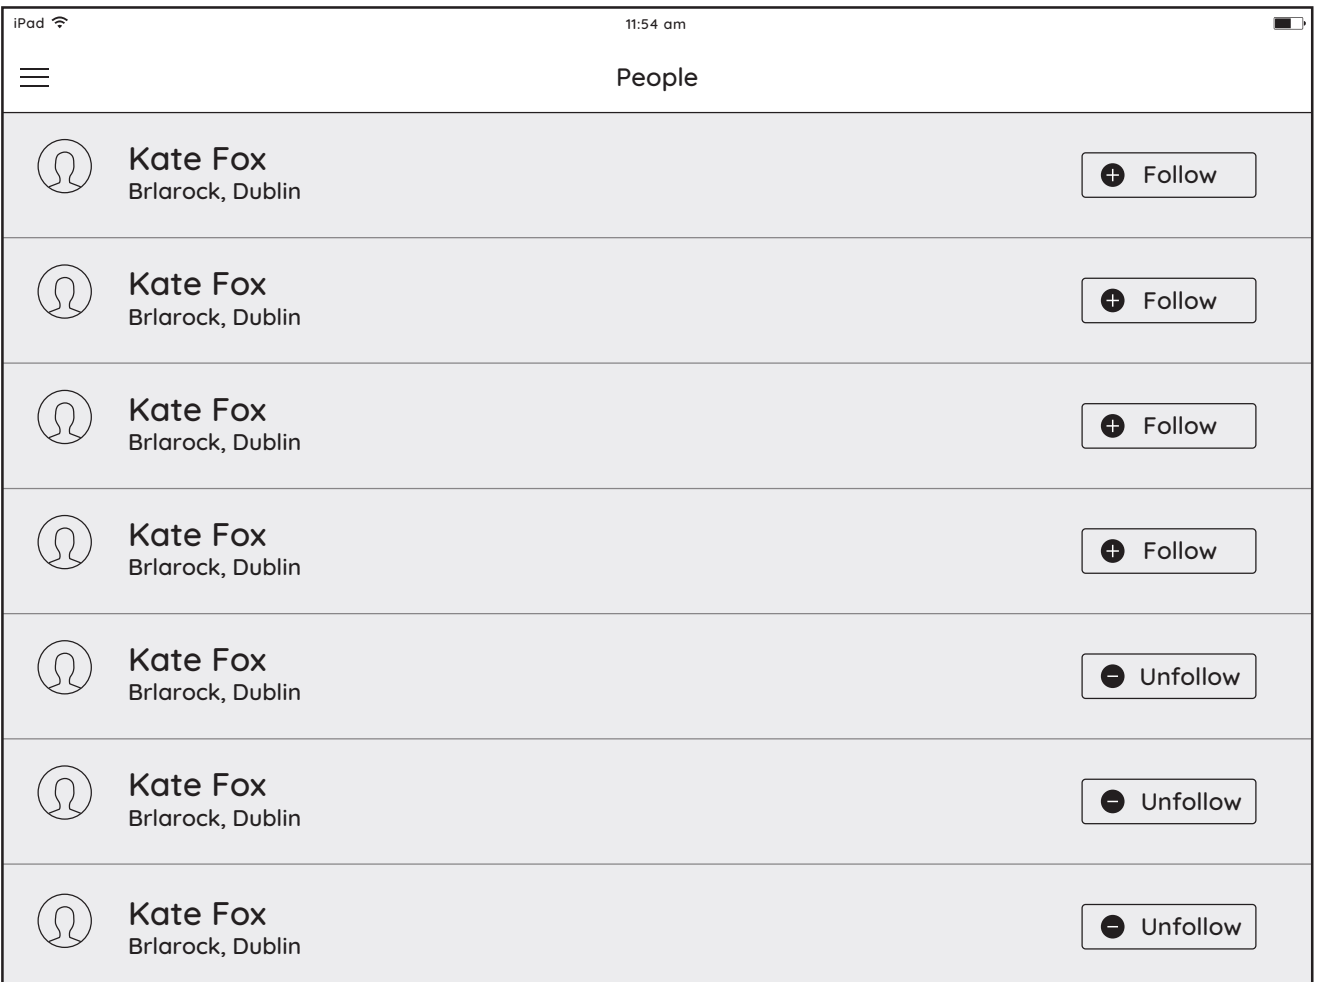 iPad
11:54 am
People
Kate Fox
Brlarock, Dublin
Follow
Kate Fox
Brlarock, Dublin
Follow
Kate Fox
Brlarock, Dublin
Follow
Kate Fox
Brlarock, Dublin
Follow
Kate Fox
Brlarock, Dublin
Unfollow
Kate Fox
Brlarock, Dublin
Unfollow
Kate Fox
Brlarock, Dublin
Unfollow